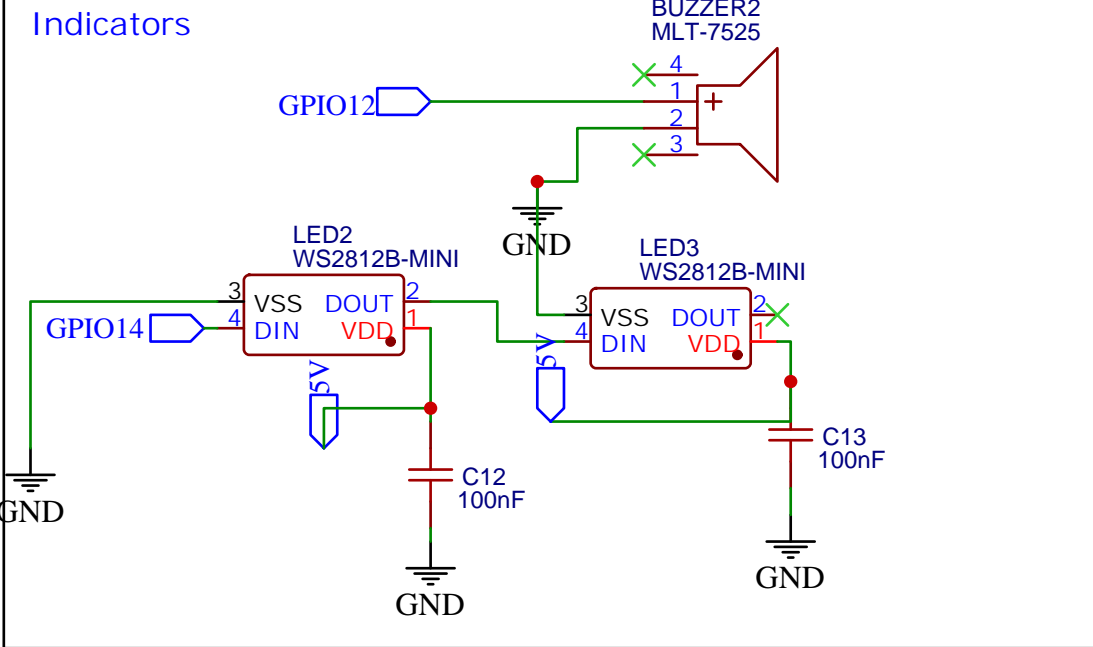 Indicators
BUZZER2
MLT-7525
4
GPIO12
1
+
2
3
GND
LED2
WS2812B-MINI
3
VSS
DOUT
2
GPIO14
4
DIN
VDD
1
LED3
WS2812B-MINI
3
VSS
DOUT
2
4
DIN
VDD
1
5V
5V
C12
100nF
C13
100nF
GND
GND
GND